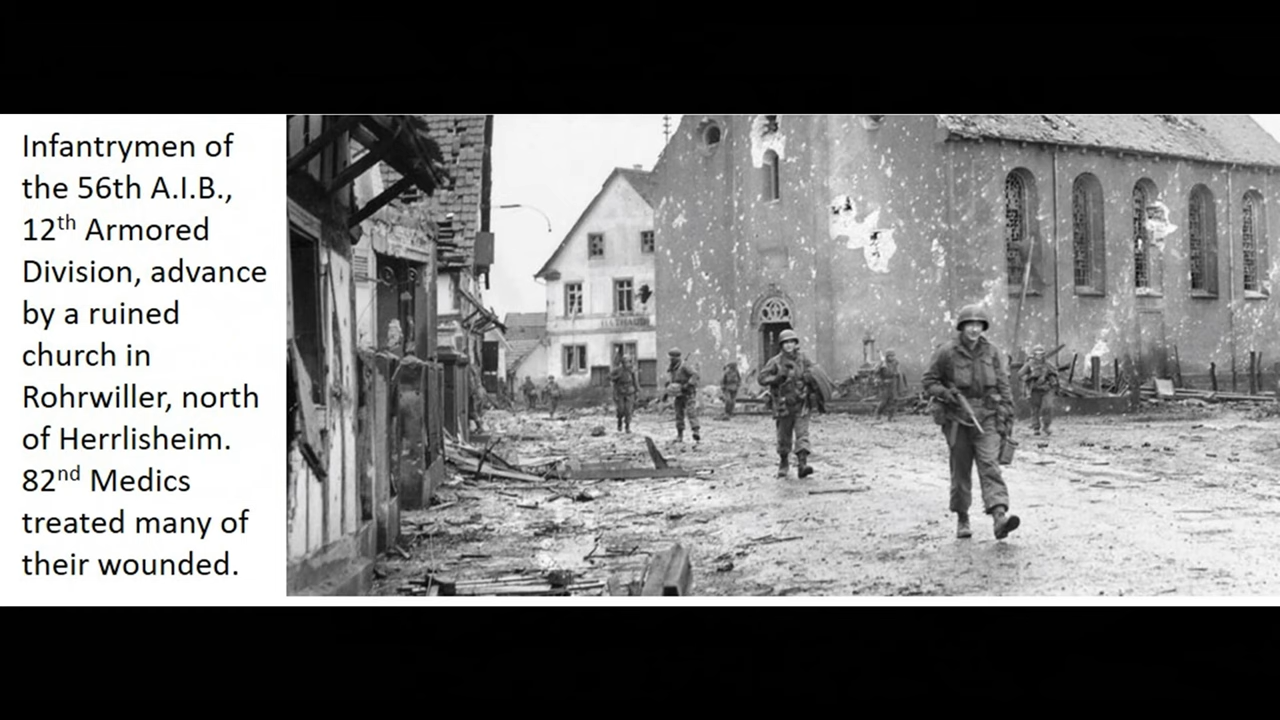 Infantrymen of
the 56th A.I.B.,
12th Armored
Division, advance
by a ruined
church in
Rohrwiller, north
of Herrlisheim.
82nd Medics
treated many of
their wounded.